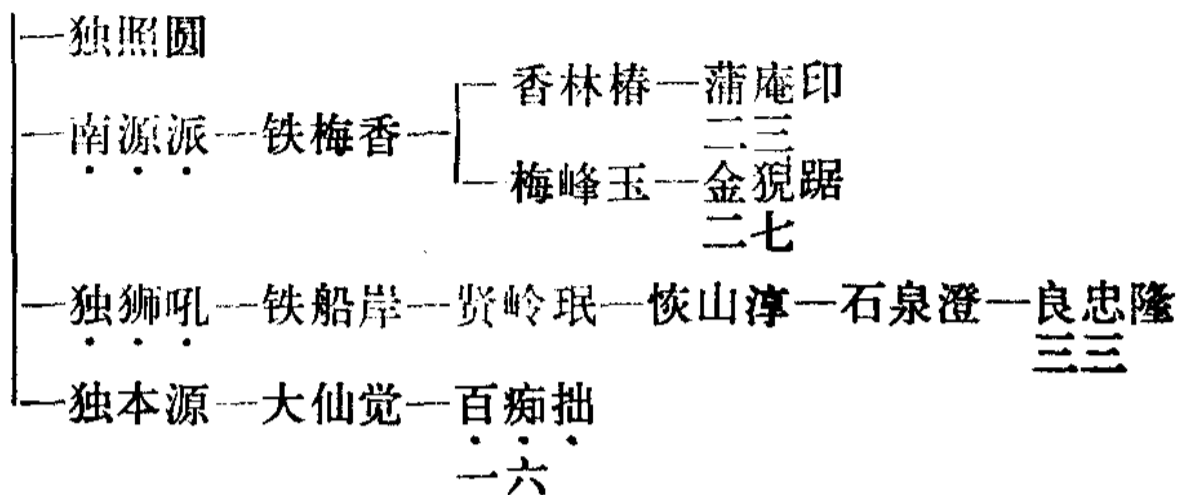 独照圆
香林椿—蒲庵印
二三
南源派—铁梅香
梅峰玉—金猊踞
二七
独狮吼—铁船岸—贤岭珉—恢山淳—石泉澄—良忠隆
三三
独本源—大仙觉—百痴拙
一六